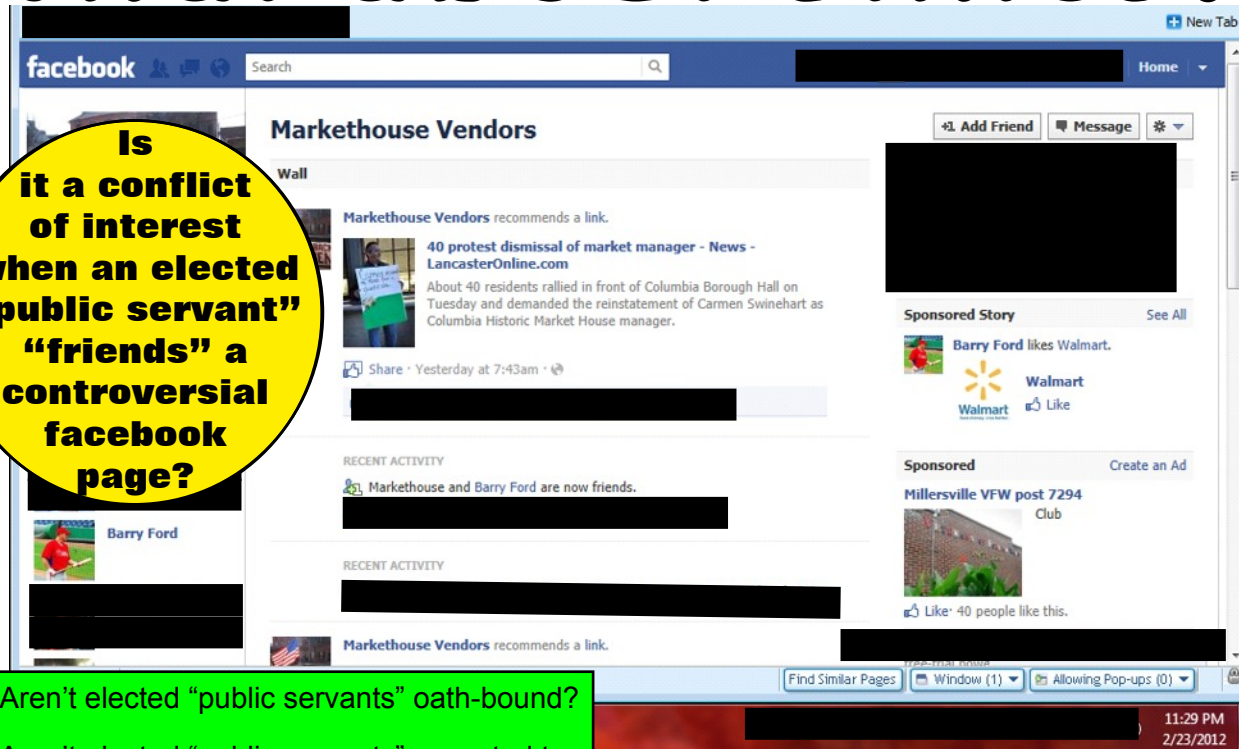 New Tab
facebook
Search
Home
Markethouse Vendors
Add Friend
Message
Is
it a conflict
of interest
when an elected
public servant”
“friends” a
controversial
facebook
page?
Wall
Markethouse Vendors recommends a link.
40 protest dismissal of market manager - News -
LancasterOnline.com
About 40 residents rallied in front of Columbia Borough Hall on
Tuesday and demanded the reinstatement of Carmen Swinehart as
Columbia Historic Market House manager.
Share · Yesterday at 7:43am ·
RECENT ACTIVITY
Markethouse and Barry Ford are now friends.
RECENT ACTIVITY
Markethouse Vendors recommends a link.
Barry Ford
Sponsored Story
See All
Barry Ford likes Walmart.
Walmart
Walmart
Like
Sponsored
Create an Ad
Millersville VFW post 7294
Club
Like · 40 people like this.
Find Similar Pages
Window (1)
Allowing Pop-ups (0)
Aren’t elected “public servants” oath-bound?
11:29 PM
2/23/2012